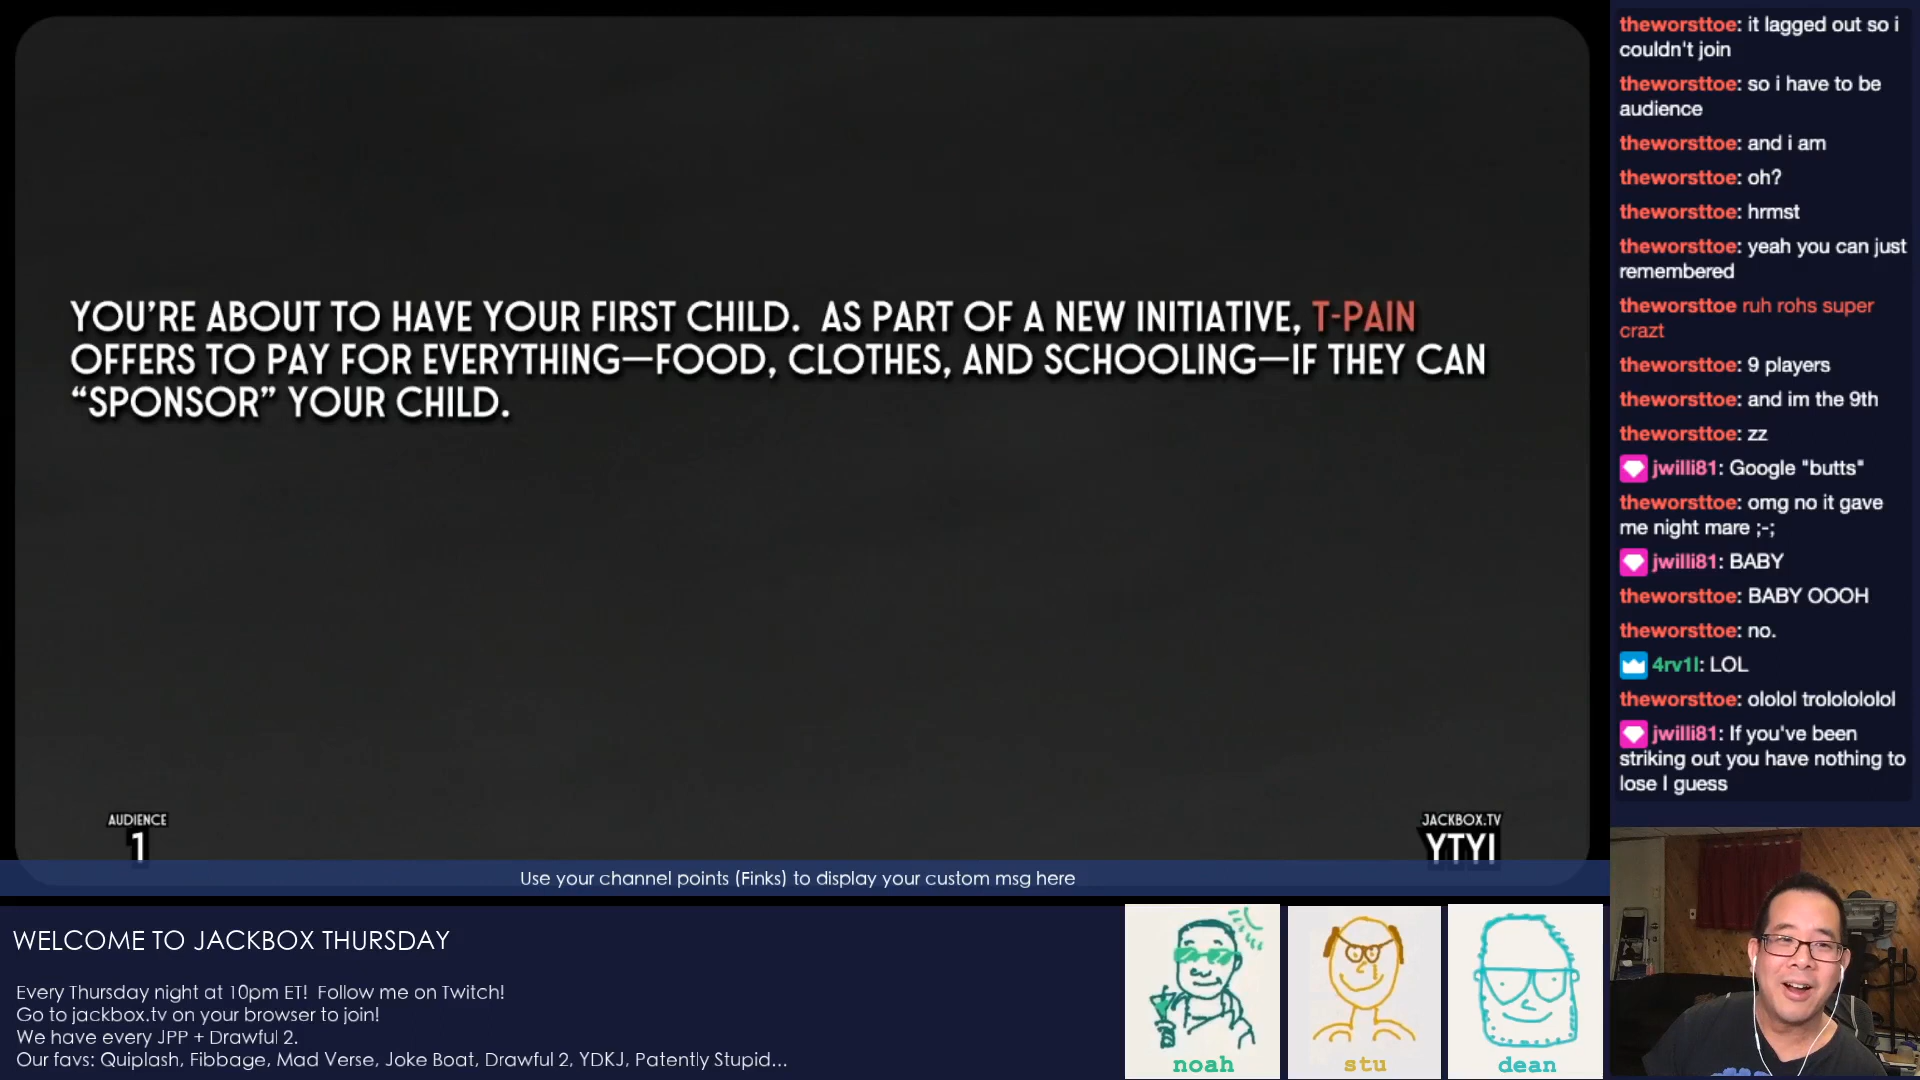 YOU'RE ABOUT TO HAVE YOUR FIRST CHILD. AS PART OF A NEW INITIATIVE, T-PAIN
OFFERS TO PAY FOR EVERYTHING—FOOD, CLOTHES, AND SCHOOLING—IF THEY CAN
“SPONSOR” YOUR CHILD.
AUDIENCE
1
JACKBOX.TV
YTYI
Use your channel points (Finks) to display your custom msg here
WELCOME TO JACKBOX THURSDAY
Every Thursday night at 10pm ET! Follow me on Twitch!
Go to jackbox.tv on your browser to join!
We have every JPP + Drawful 2.
Our favs: Quiplash, Fibbage, Mad Verse, Joke Boat, Drawful 2, YDKJ, Patently Stupid...
noah
stu
dean
theworsttoe: it lagged out so i
couldn't join
theworsttoe: so i have to be
audience
theworsttoe: and i am
theworsttoe: oh?
theworsttoe: hrmst
theworsttoe: yeah you can just
remembered
theworsttoe ruh rohs super
crazt
theworsttoe: 9 players
theworsttoe: and im the 9th
theworsttoe: zz
jwilli81: Google "butts"
theworsttoe: omg no it gave
me night mare ;-;
jwilli81: BABY
theworsttoe: BABY OOOH
theworsttoe: no.
4rv1l: LOL
theworsttoe: ololol trolololololol
jwilli81: If you've been
striking out you have nothing to
lose I guess